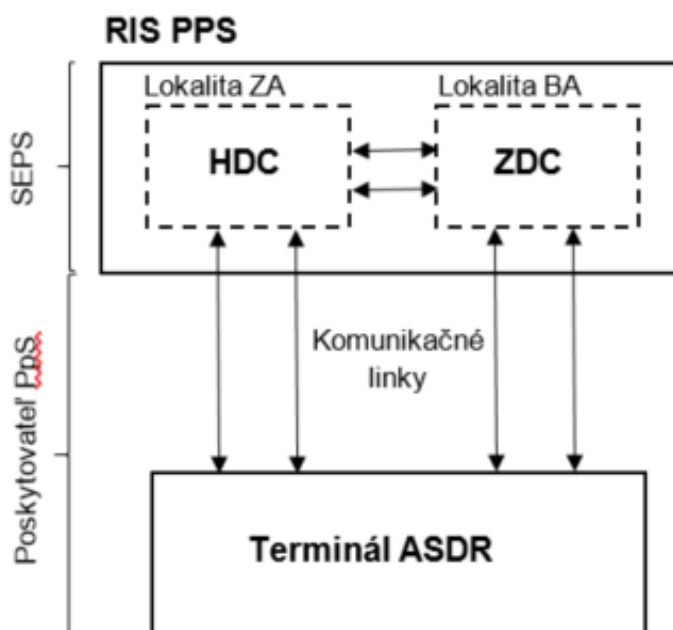 RIS PPS
Lokalita ZA
Lokalita BA
HDC
ZDC
SEPS
Komunikačné
linky
Poskytovateľ PpS
Terminál ASDR